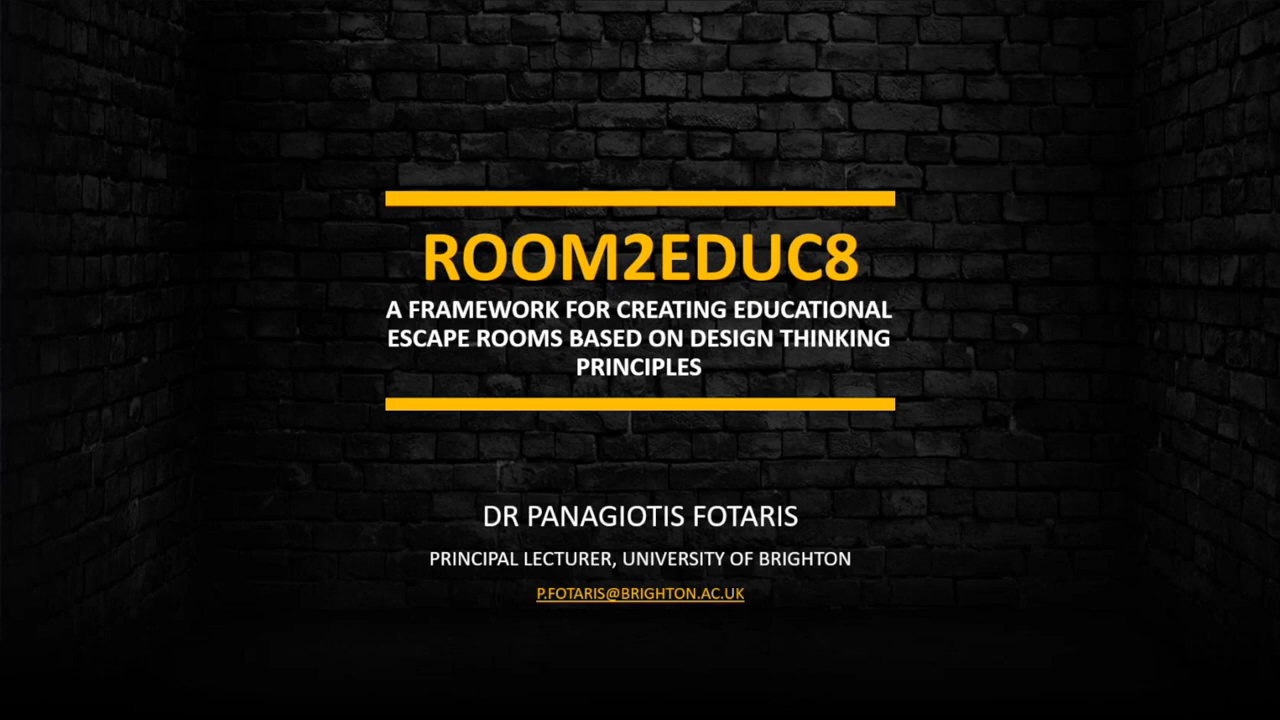 ROOM2EDUC8
A FRAMEWORK FOR CREATING EDUCATIONAL
ESCAPE ROOMS BASED ON DESIGN THINKING
PRINCIPLES
DR PANAGIOTIS FOTARIS
PRINCIPAL LECTURER, UNIVERSITY OF BRIGHTON
P.FOTARIS@BRIGHTON.AC.UK